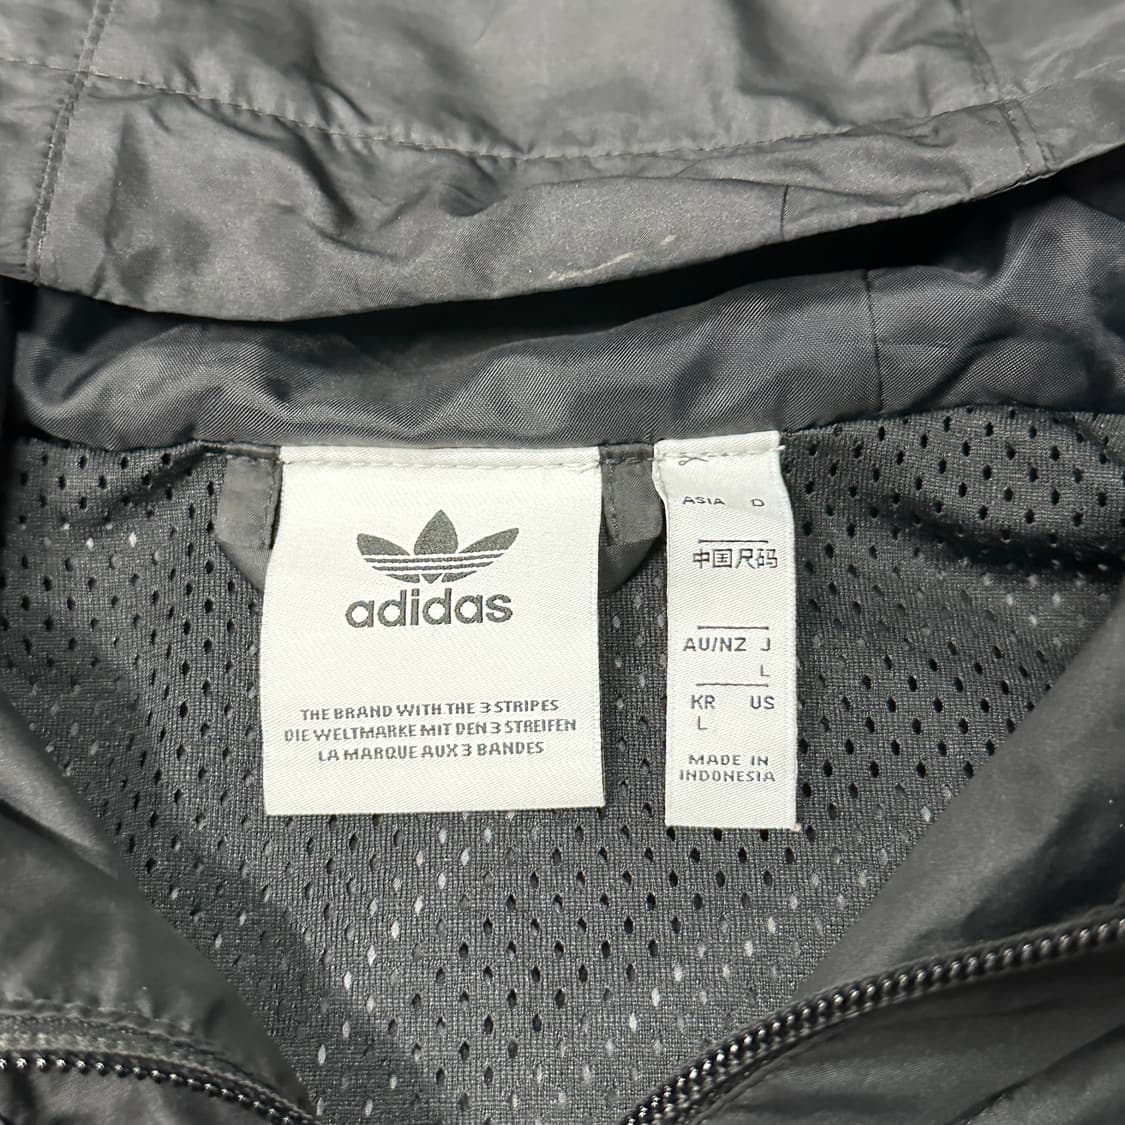 adidas
THE BRAND WITH THE 3 STRIPES
DIE WELTMARKE MIT DEN 3 STREIFEN
LA MARQUE AUX 3 BANDES
ASIA D
中国尺码
AU/NZ J
L
KR US
L
MADE IN
INDONESIA